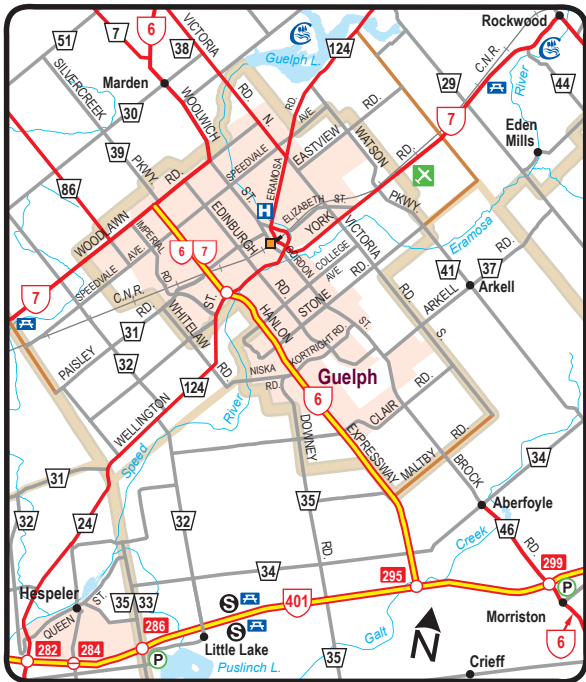 Rockwood
51
7
6
38
VICTORIA
RD.
N.
C
Guelph L.
124
C.N.R.
C
River
29
44
Marden
SILVERCREEK
PKWY.
WOOLWICH
30
RD.
AVE.
EASTVIEW
RD.
WATSON
RD.
PKWY.
7
Eden
Mills
39
SPEEDVALE
ERAMOSA
86
WOODLAWN
RD.
ST.
H
ELIZABETH
ST.
YORK
EDINBURGH
RD.
Eramosa
IMPERIAL
RD.
6
7
SPEEDVALE
AVE.
GORDON
ST.
COLLEGE
AVE.
VICTORIA
RD.
S.
RD.
41
37
Arkell
ARKELL
7
C.N.R.
STONE
RD.
31
PAISLEY
RD.
WHITELAW
RD.
ST.
HANLON
32
KORTRIGHT RD.
124
NISKA
RD.
Guelph
6
WELLINGTON
River
Speed
DOWNEY
RD.
CLAIR
RD.
EXPRESSWAY
MALTBY
RD.
BROCK
RD.
34
31
24
32
32
35
Aberfoyle
46
Creek
34
295
299
P
Hespeler
QUEEN
ST.
35
33
286
S
401
S
Galt
N
Morriston
6
282
284
P
Little Lake
Puslinch L.
35
Crieff